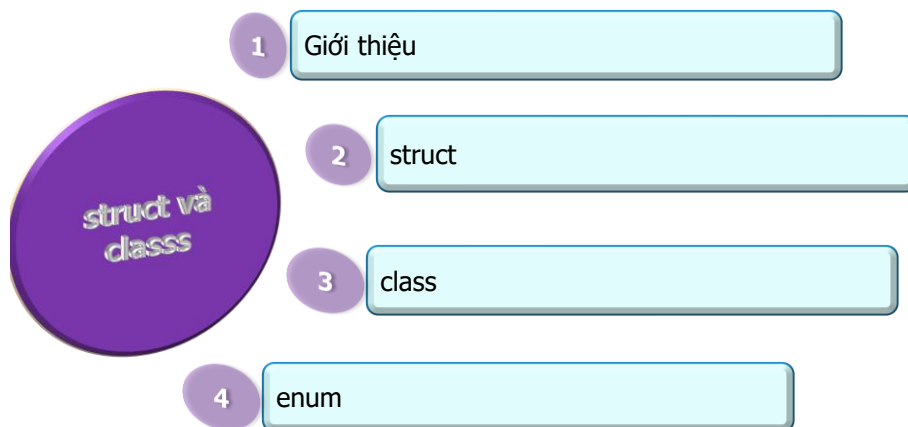 1
Giới thiệu
2
struct
struct và
classs
3
class
4
enum